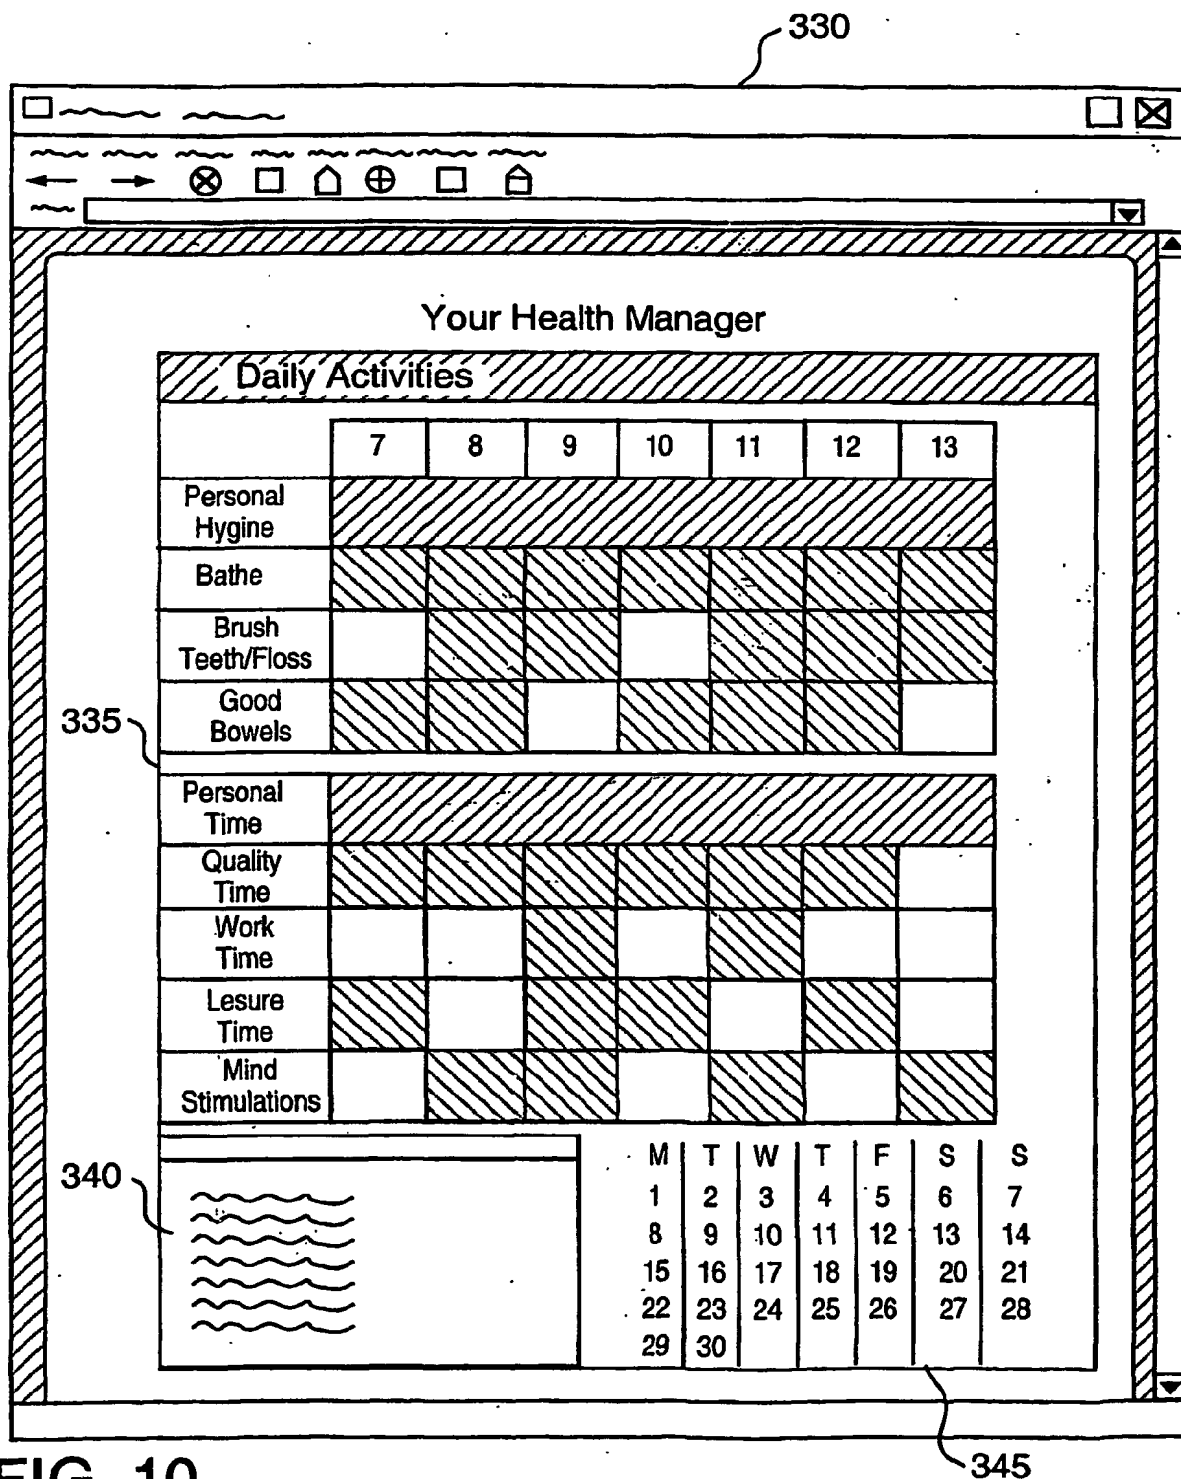 330
Your Health Manager
Daily Activities
7 8 9 10 11 12 13
Personal
Hygine
Bathe
Brush
Teeth/Floss
Good
Bowels
335
Personal
Time
Quality
Time
Work
Time
Lesure
Time
Mind
Stimulations
340
M T W T F S S
1 2 3 4 5 6 7
8 9 10 11 12 13 14
15 16 17 18 19 20 21
22 23 24 25 26 27 28
29 30
345
FIG. 10